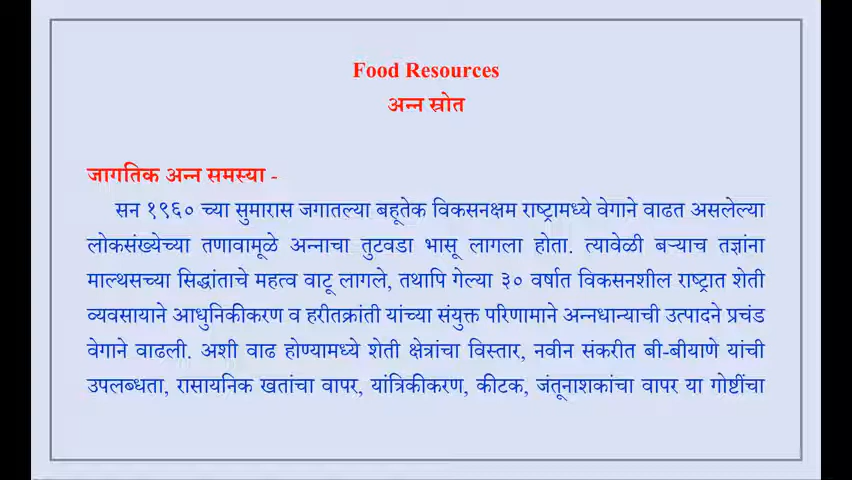 Food Resources
अन्न स्रोत
जागतिक अन्न समस्या -
सन १९६० च्या सुमारास जगातल्या बहूतेक विकसनक्षम राष्ट्रामध्ये वेगाने वाढत असलेल्या
लोकसंख्येच्या तणावामूळे अन्नाचा तुटवडा भासू लागला होता. त्यावेळी बऱ्याच तज्ञांना
माल्थसच्या सिद्धांताचे महत्व वाटू लागले, तथापि गेल्या ३० वर्षात विकसनशील राष्ट्रात शेती
व्यवसायाने आधुनिकीकरण व हरीतक्रांती यांच्या संयुक्त परिणामाने अन्नधान्याची उत्पादने प्रचंड
वेगाने वाढली. अशी वाढ होण्यामध्ये शेती क्षेत्रांचा विस्तार, नवीन संकरीत बी-बीयाणे यांची
उपलब्धता, रासायनिक खतांचा वापर, यांत्रिकीकरण, कीटक, जंतूनाशकांचा वापर या गोष्टींचा